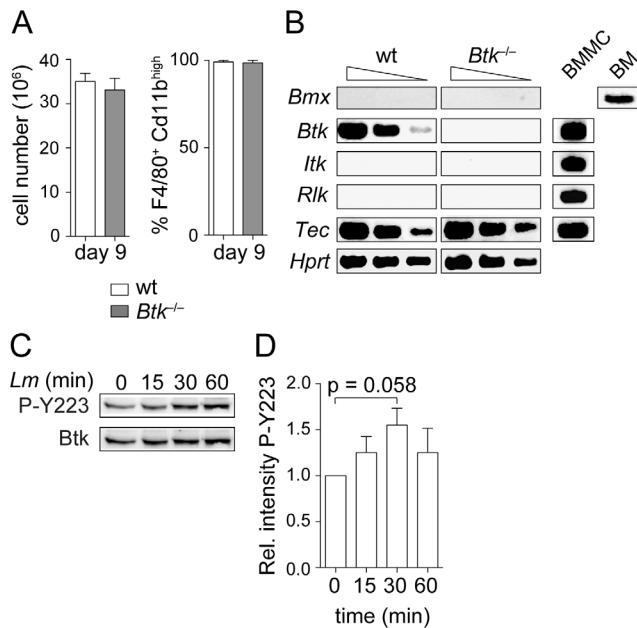 A
cell number (10⁶)
40
30
20
10
0
day 9
% F4/80⁺ Cd11bʰⁱᵍʰ
100
50
0
day 9
wt
Btk⁻/⁻
B
wt
Btk⁻/⁻
BMMC
BM
Bmx
Btk
Itk
Rlk
Tec
Hprt
C
Lm (min) 0 15 30 60
P-Y223
Btk
D
Rel. intensity P-Y223
2.0
1.5
1.0
0.5
0.0
p = 0.058
0 15 30 60
time (min)